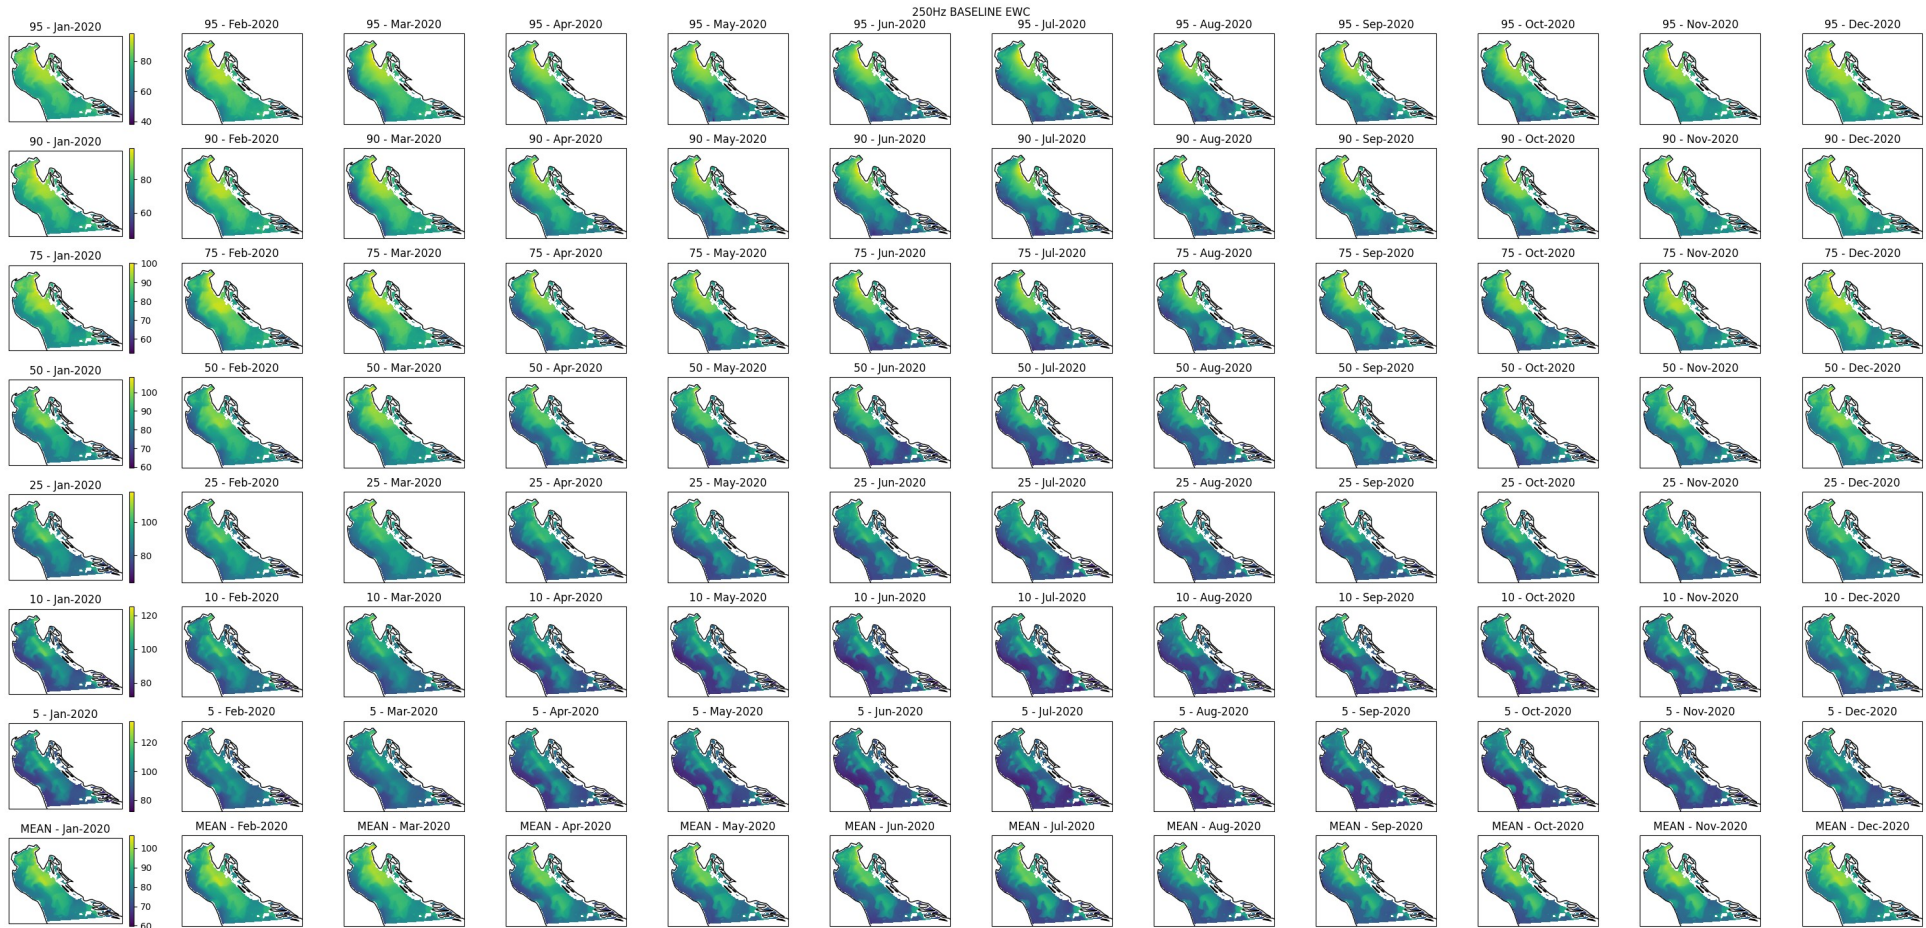 250Hz BASELINE EWC
95 - Jan-2020
95 - Feb-2020
95 - Mar-2020
95 - Apr-2020
95 - May-2020
95 - Jun-2020
95 - Jul-2020
95 - Aug-2020
95 - Sep-2020
95 - Oct-2020
95 - Nov-2020
95 - Dec-2020
80
60
40
90 - Jan-2020
90 - Feb-2020
90 - Mar-2020
90 - Apr-2020
90 - May-2020
90 - Jun-2020
90 - Jul-2020
90 - Aug-2020
90 - Sep-2020
90 - Oct-2020
90 - Nov-2020
90 - Dec-2020
80
60
75 - Jan-2020
75 - Feb-2020
75 - Mar-2020
75 - Apr-2020
75 - May-2020
75 - Jun-2020
75 - Jul-2020
75 - Aug-2020
75 - Sep-2020
75 - Oct-2020
75 - Nov-2020
75 - Dec-2020
100
90
80
70
60
50 - Jan-2020
50 - Feb-2020
50 - Mar-2020
50 - Apr-2020
50 - May-2020
50 - Jun-2020
50 - Jul-2020
50 - Aug-2020
50 - Sep-2020
50 - Oct-2020
50 - Nov-2020
50 - Dec-2020
100
90
80
70
60
25 - Jan-2020
25 - Feb-2020
25 - Mar-2020
25 - Apr-2020
25 - May-2020
25 - Jun-2020
25 - Jul-2020
25 - Aug-2020
25 - Sep-2020
25 - Oct-2020
25 - Nov-2020
25 - Dec-2020
100
80
10 - Jan-2020
10 - Feb-2020
10 - Mar-2020
10 - Apr-2020
10 - May-2020
10 - Jun-2020
10 - Jul-2020
10 - Aug-2020
10 - Sep-2020
10 - Oct-2020
10 - Nov-2020
10 - Dec-2020
120
100
80
5 - Jan-2020
5 - Feb-2020
5 - Mar-2020
5 - Apr-2020
5 - May-2020
5 - Jun-2020
5 - Jul-2020
5 - Aug-2020
5 - Sep-2020
5 - Oct-2020
5 - Nov-2020
5 - Dec-2020
120
100
80
MEAN - Jan-2020
MEAN - Feb-2020
MEAN - Mar-2020
MEAN - Apr-2020
MEAN - May-2020
MEAN - Jun-2020
MEAN - Jul-2020
MEAN - Aug-2020
MEAN - Sep-2020
MEAN - Oct-2020
MEAN - Nov-2020
MEAN - Dec-2020
100
90
80
70
60